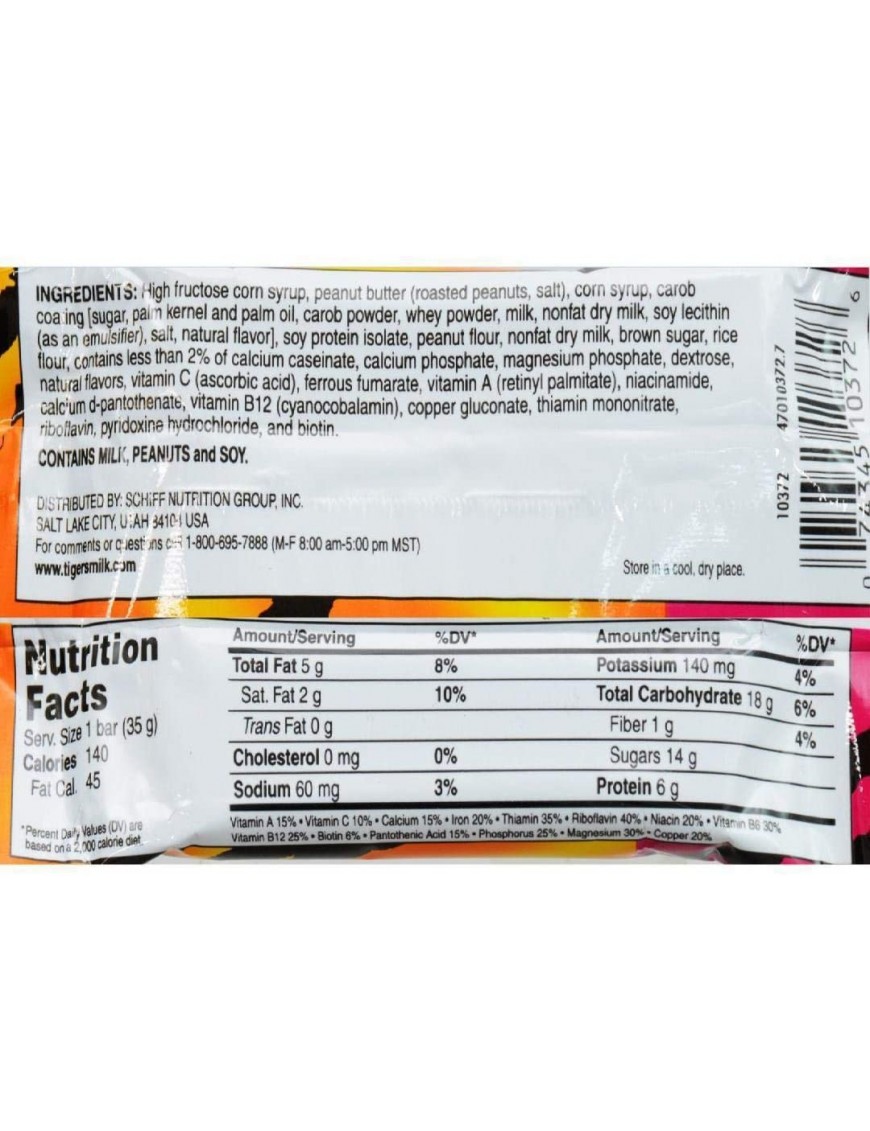 INGREDIENTS: High fructose corn syrup, peanut butter (roasted peanuts, salt), corn syrup, carob
coating [sugar, palm kernel and palm oil, carob powder, whey powder, milk, nonfat dry milk, soy lecithin
(as an emulsifier), salt, natural flavor], soy protein isolate, peanut flour, nonfat dry milk, brown sugar, rice
flour, contains less than 2% of calcium caseinate, calcium phosphate, magnesium phosphate, dextrose,
natural flavors, vitamin C (ascorbic acid), ferrous fumarate, vitamin A (retinyl palmitate), niacinamide,
calcium d-pantothenate, vitamin B12 (cyanocobalamin), copper gluconate, thiamin mononitrate,
riboflavin, pyridoxine hydrochloride, and biotin.
CONTAINS MILK, PEANUTS and SOY.
DISTRIBUTED BY: SCHIFF NUTRITION GROUP, INC.
SALT LAKE CITY, UTAH 84104 USA
For comments or questions call 1-800-695-7888 (M-F 8:00 am-5:00 pm MST)
www.tigersmilk.com
Store in a cool, dry place.
10372 47010372.7
0 74345 10372 6
Nutrition
Facts
Serv. Size 1 bar (35 g)
Calories 140
Fat Cal. 45
*Percent Daily Values (DV) are
based on a 2,000 calorie diet.
Amount/Serving %DV*
Total Fat 5 g 8%
Sat. Fat 2 g 10%
Trans Fat 0 g
Cholesterol 0 mg 0%
Sodium 60 mg 3%
Amount/Serving %DV*
Potassium 140 mg 4%
Total Carbohydrate 18 g 6%
Fiber 1 g 4%
Sugars 14 g
Protein 6 g
Vitamin A 15% • Vitamin C 10% • Calcium 15% • Iron 20% • Thiamin 35% • Riboflavin 40% • Niacin 20% • Vitamin B6 30%
Vitamin B12 25% • Biotin 6% • Pantothenic Acid 15% • Phosphorus 25% • Magnesium 30% • Copper 20%